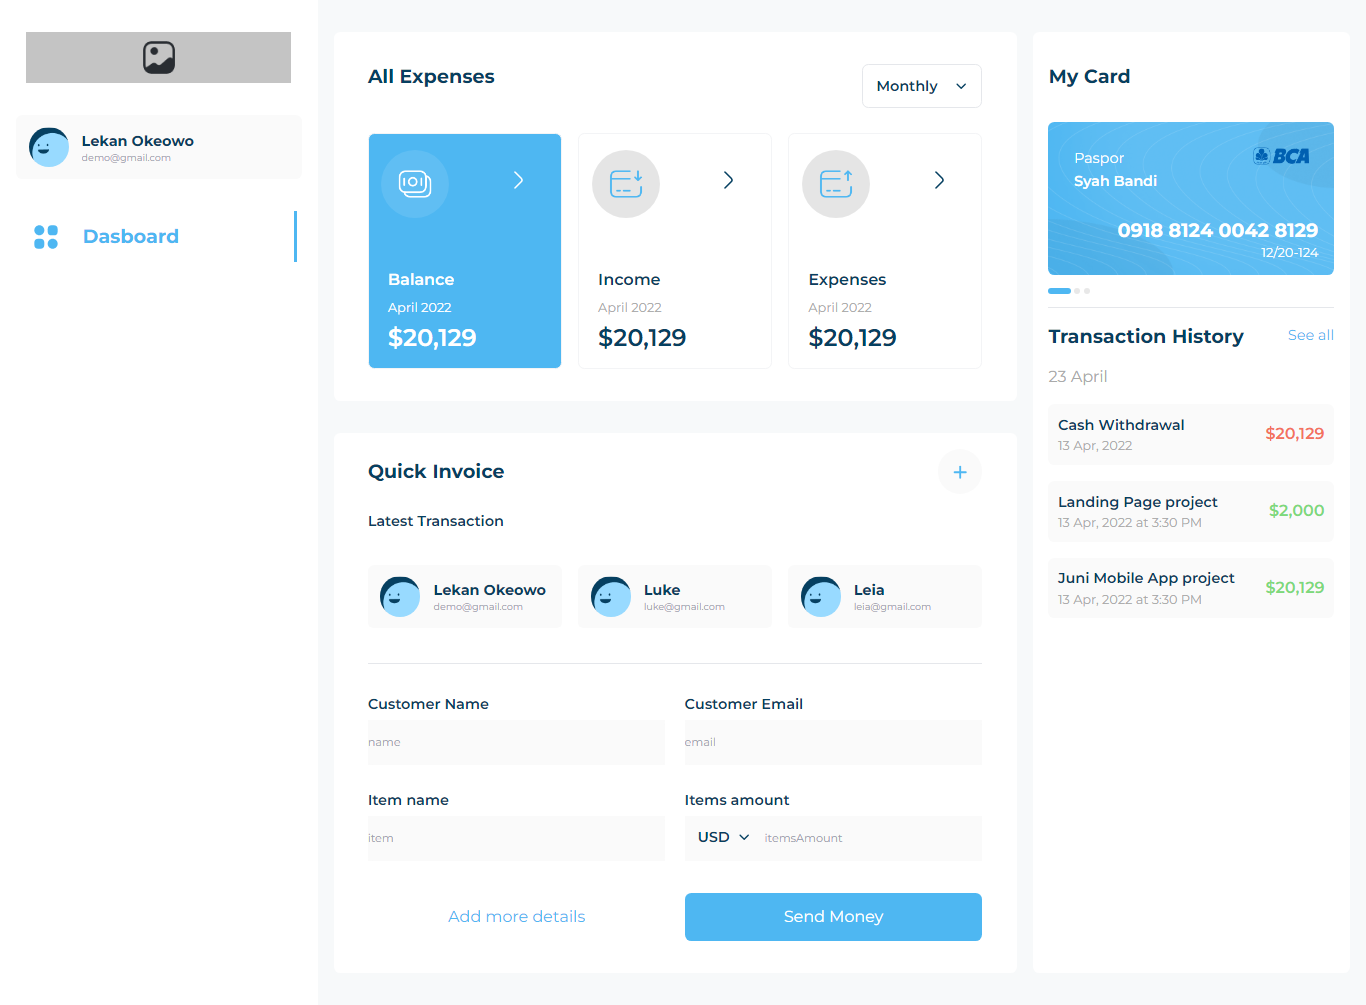 Lekan Okeowo
demo@gmail.com
Dasboard
All Expenses
Monthly
Balance
April 2022
$20,129
Income
April 2022
$20,129
Expenses
April 2022
$20,129
Quick Invoice
Latest Transaction
Lekan Okeowo
demo@gmail.com
Luke
luke@gmail.com
Leia
leia@gmail.com
Customer Name
name
Customer Email
email
Item name
item
Items amount
USD itemsAmount
Add more details
Send Money
My Card
Paspor
BCA
Syah Bandi
0918 8124 0042 8129
12/20-124
Transaction History See all
23 April
Cash Withdrawal
13 Apr, 2022
$20,129
Landing Page project
13 Apr, 2022 at 3:30 PM
$2,000
Juni Mobile App project
13 Apr, 2022 at 3:30 PM
$20,129